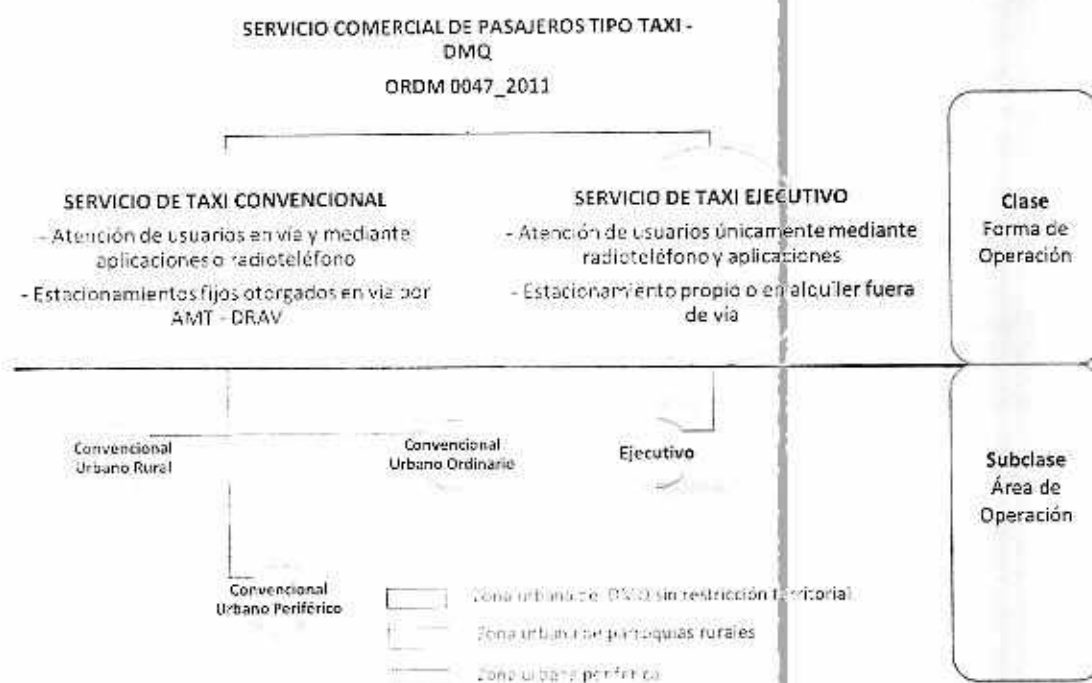 SERVICIO COMERCIAL DE PASAJEROS TIPO TAXI -
DMQ
ORDM 0047_2011
SERVICIO DE TAXI CONVENCIONAL
- Atención de usuarios en vía y mediante
aplicaciones o radioteléfono
- Estacionamientos fijos otorgados en vía por
AMT - DRAV
SERVICIO DE TAXI EJECUTIVO
- Atención de usuarios únicamente mediante
radioteléfono y aplicaciones
- Estacionamiento propio o en alquiler fuera
de vía
Clase
Forma de
Operación
Convencional
Urbano Rural
Convencional
Urbano Ordinario
Ejecutivo
Subclase
Área de
Operación
Convencional
Urbano Periférico
Zona urbana del DMQ sin restricción territorial
Zona urbana de parroquias rurales
Zona urbana periférica